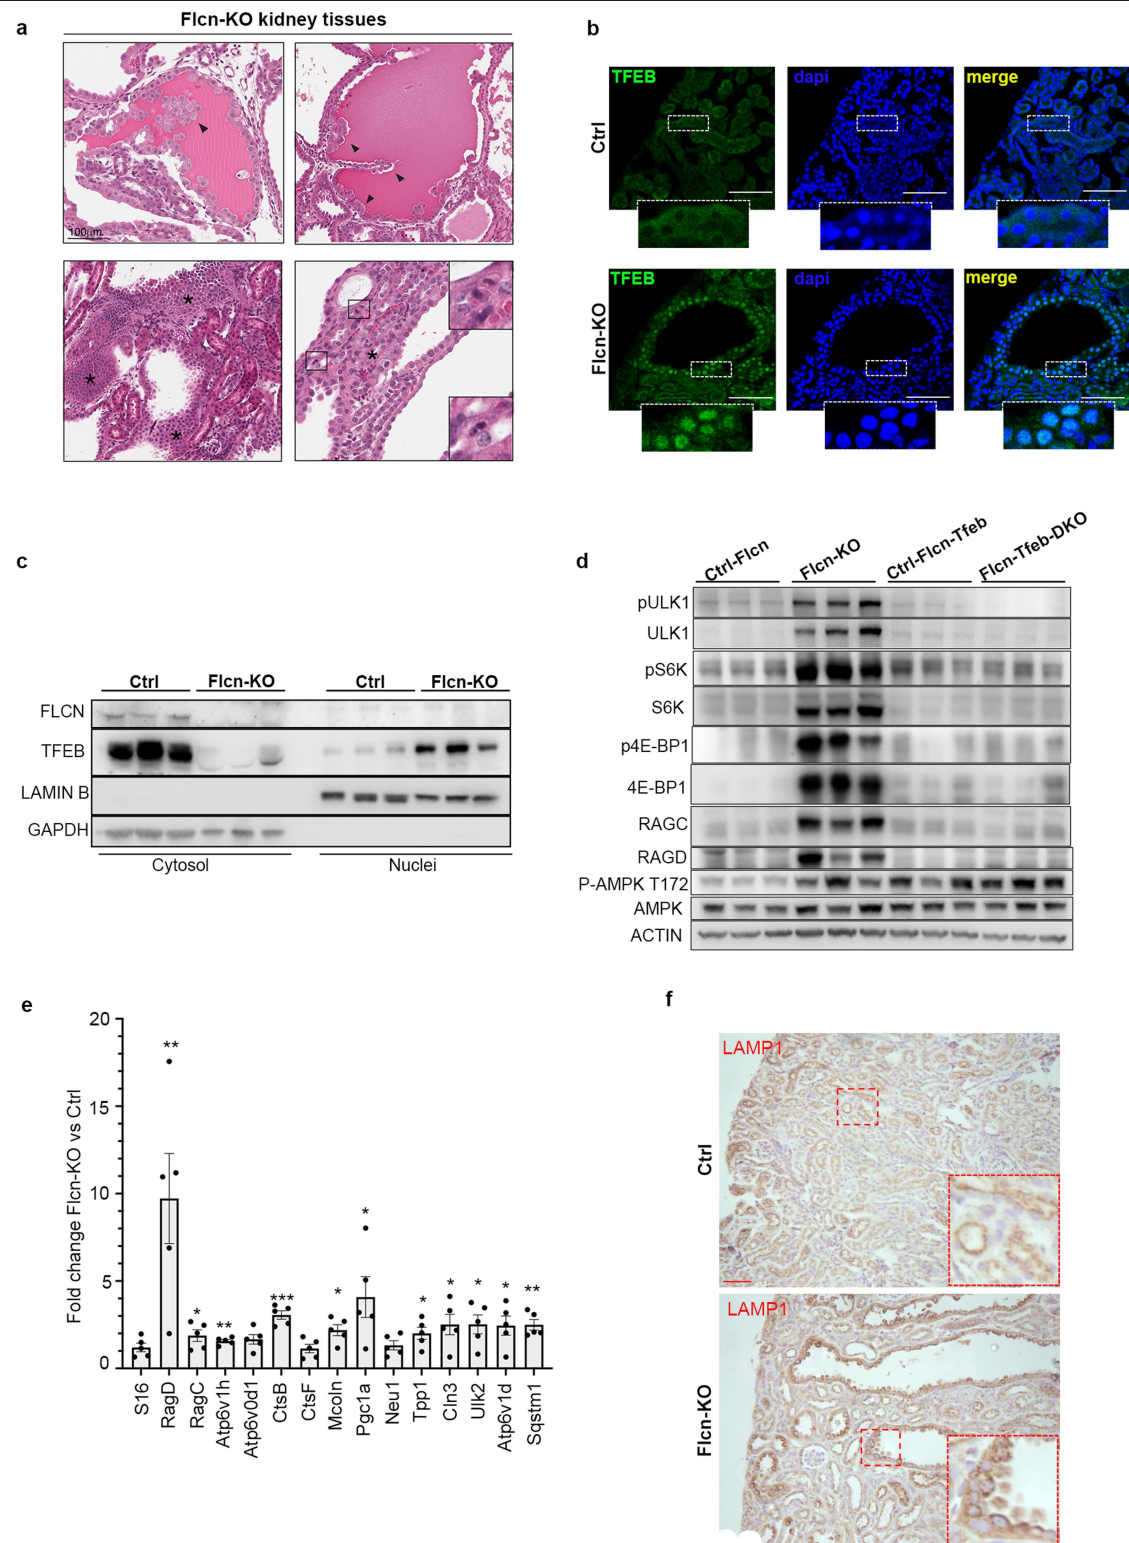 a
Flcn-KO kidney tissues
100µm
*
*
*
*
b
TFEB
dapi
merge
Ctrl
TFEB
dapi
merge
Flcn-KO
c
Ctrl
Flcn-KO
Ctrl
Flcn-KO
FLCN
TFEB
LAMIN B
GAPDH
Cytosol
Nuclei
d
Ctrl-Flcn
Flcn-KO
Ctrl-Flcn-Tfeb
Flcn-Tfeb-DKO
pULK1
ULK1
pS6K
S6K
p4E-BP1
4E-BP1
RAGC
RAGD
P-AMPK T172
AMPK
ACTIN
e
Fold change Flcn-KO vs Ctrl
20
15
10
5
0
**
*
**
***
*
*
*
*
*
*
**
S16
RagD
RagC
Atp6v1h
Atp6v0d1
CtsB
CtsF
Mcoln
Pgc1a
Neu1
Tpp1
Cln3
Ulk2
Atp6v1d
Sqstm1
f
LAMP1
Ctrl
LAMP1
Flcn-KO